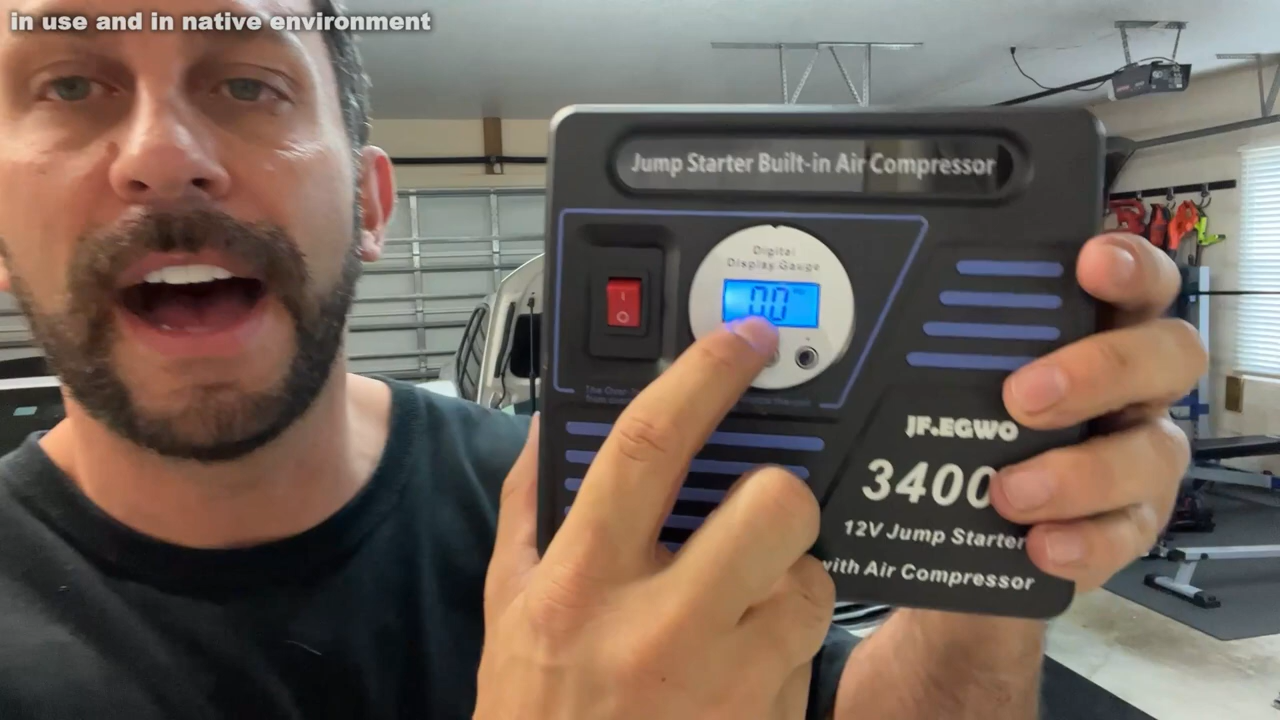 in use and in native environment
Jump Starter Built-in Air Compressor
Digital
Display Gauge
00
JF.EGWO
3400
12V Jump Starter
with Air Compressor